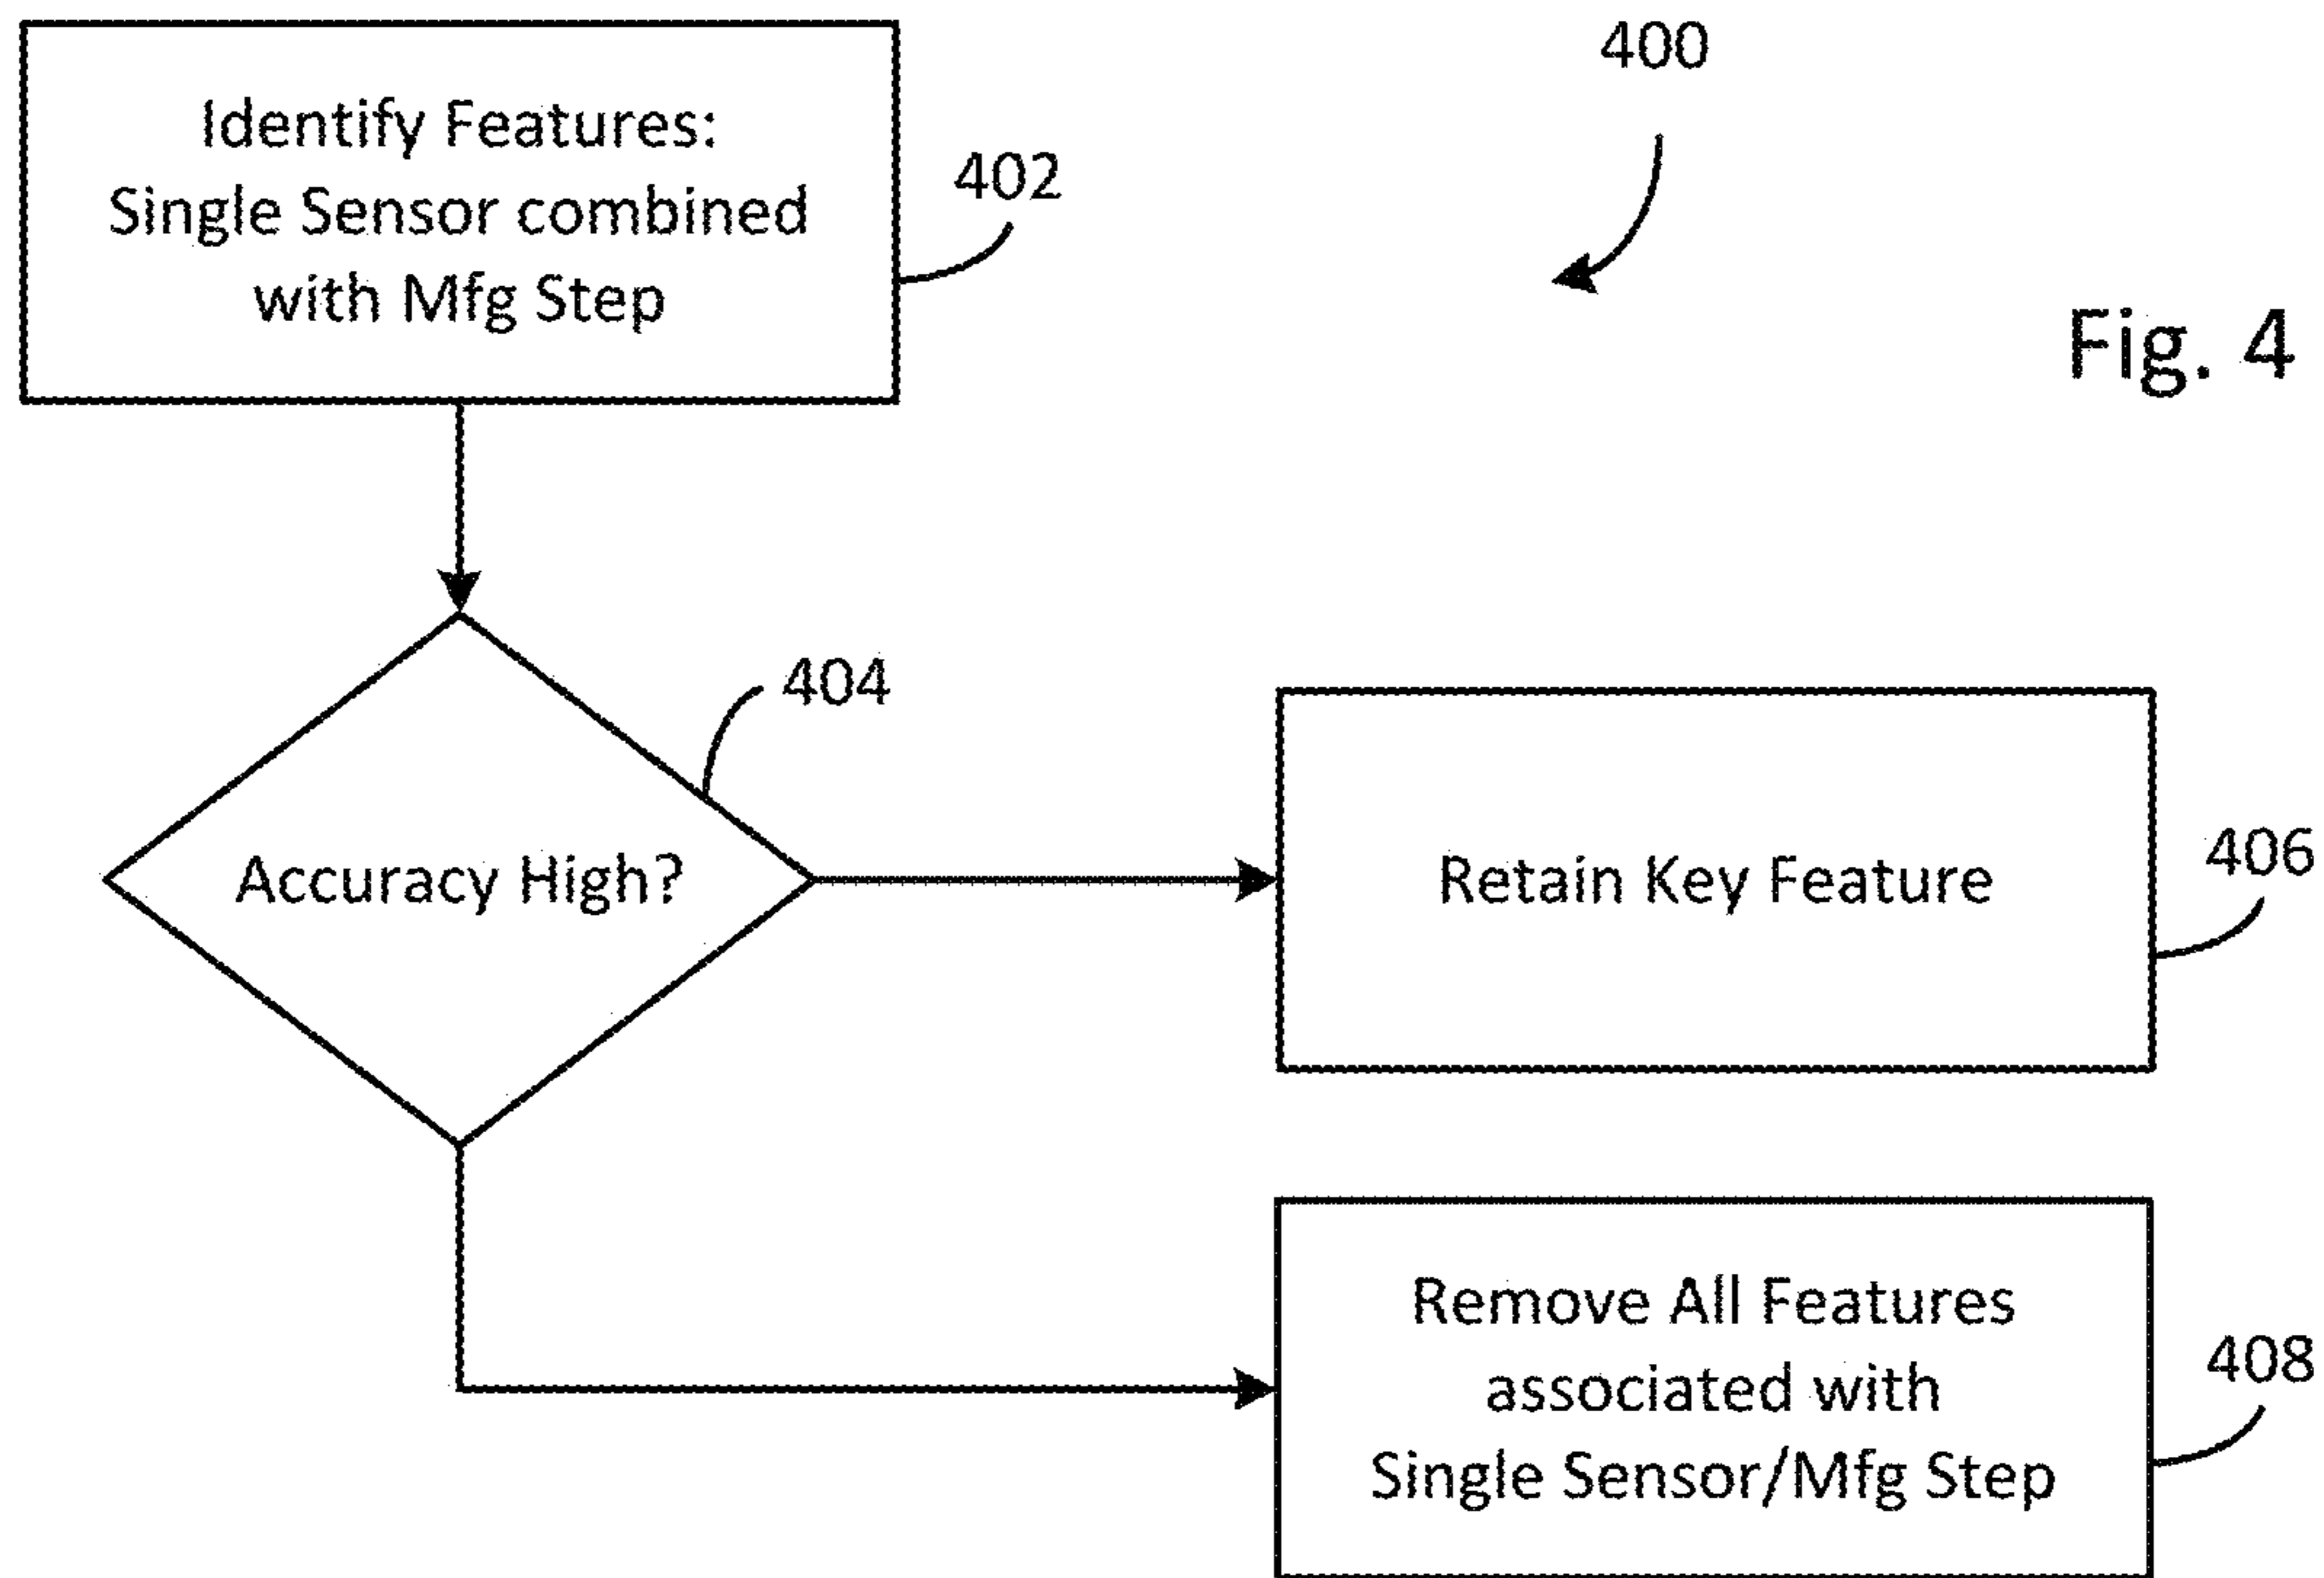 Identify Features:
Single Sensor combined
with Mfg Step
402
400
Fig. 4
404
Accuracy High?
Retain Key Feature
406
Remove All Features
associated with
Single Sensor/Mfg Step
408